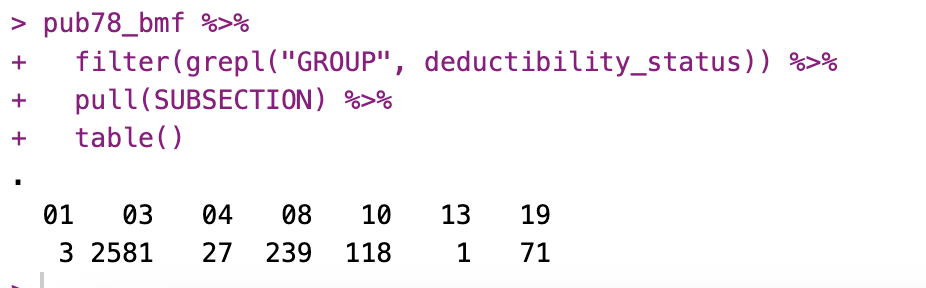 > pub78_bmf %>%
+   filter(grepl("GROUP", deductibility_status)) %>%
+   pull(SUBSECTION) %>%
+   table()
.
  01   03   04   08   10   13   19
   3 2581   27  239  118    1   71
>